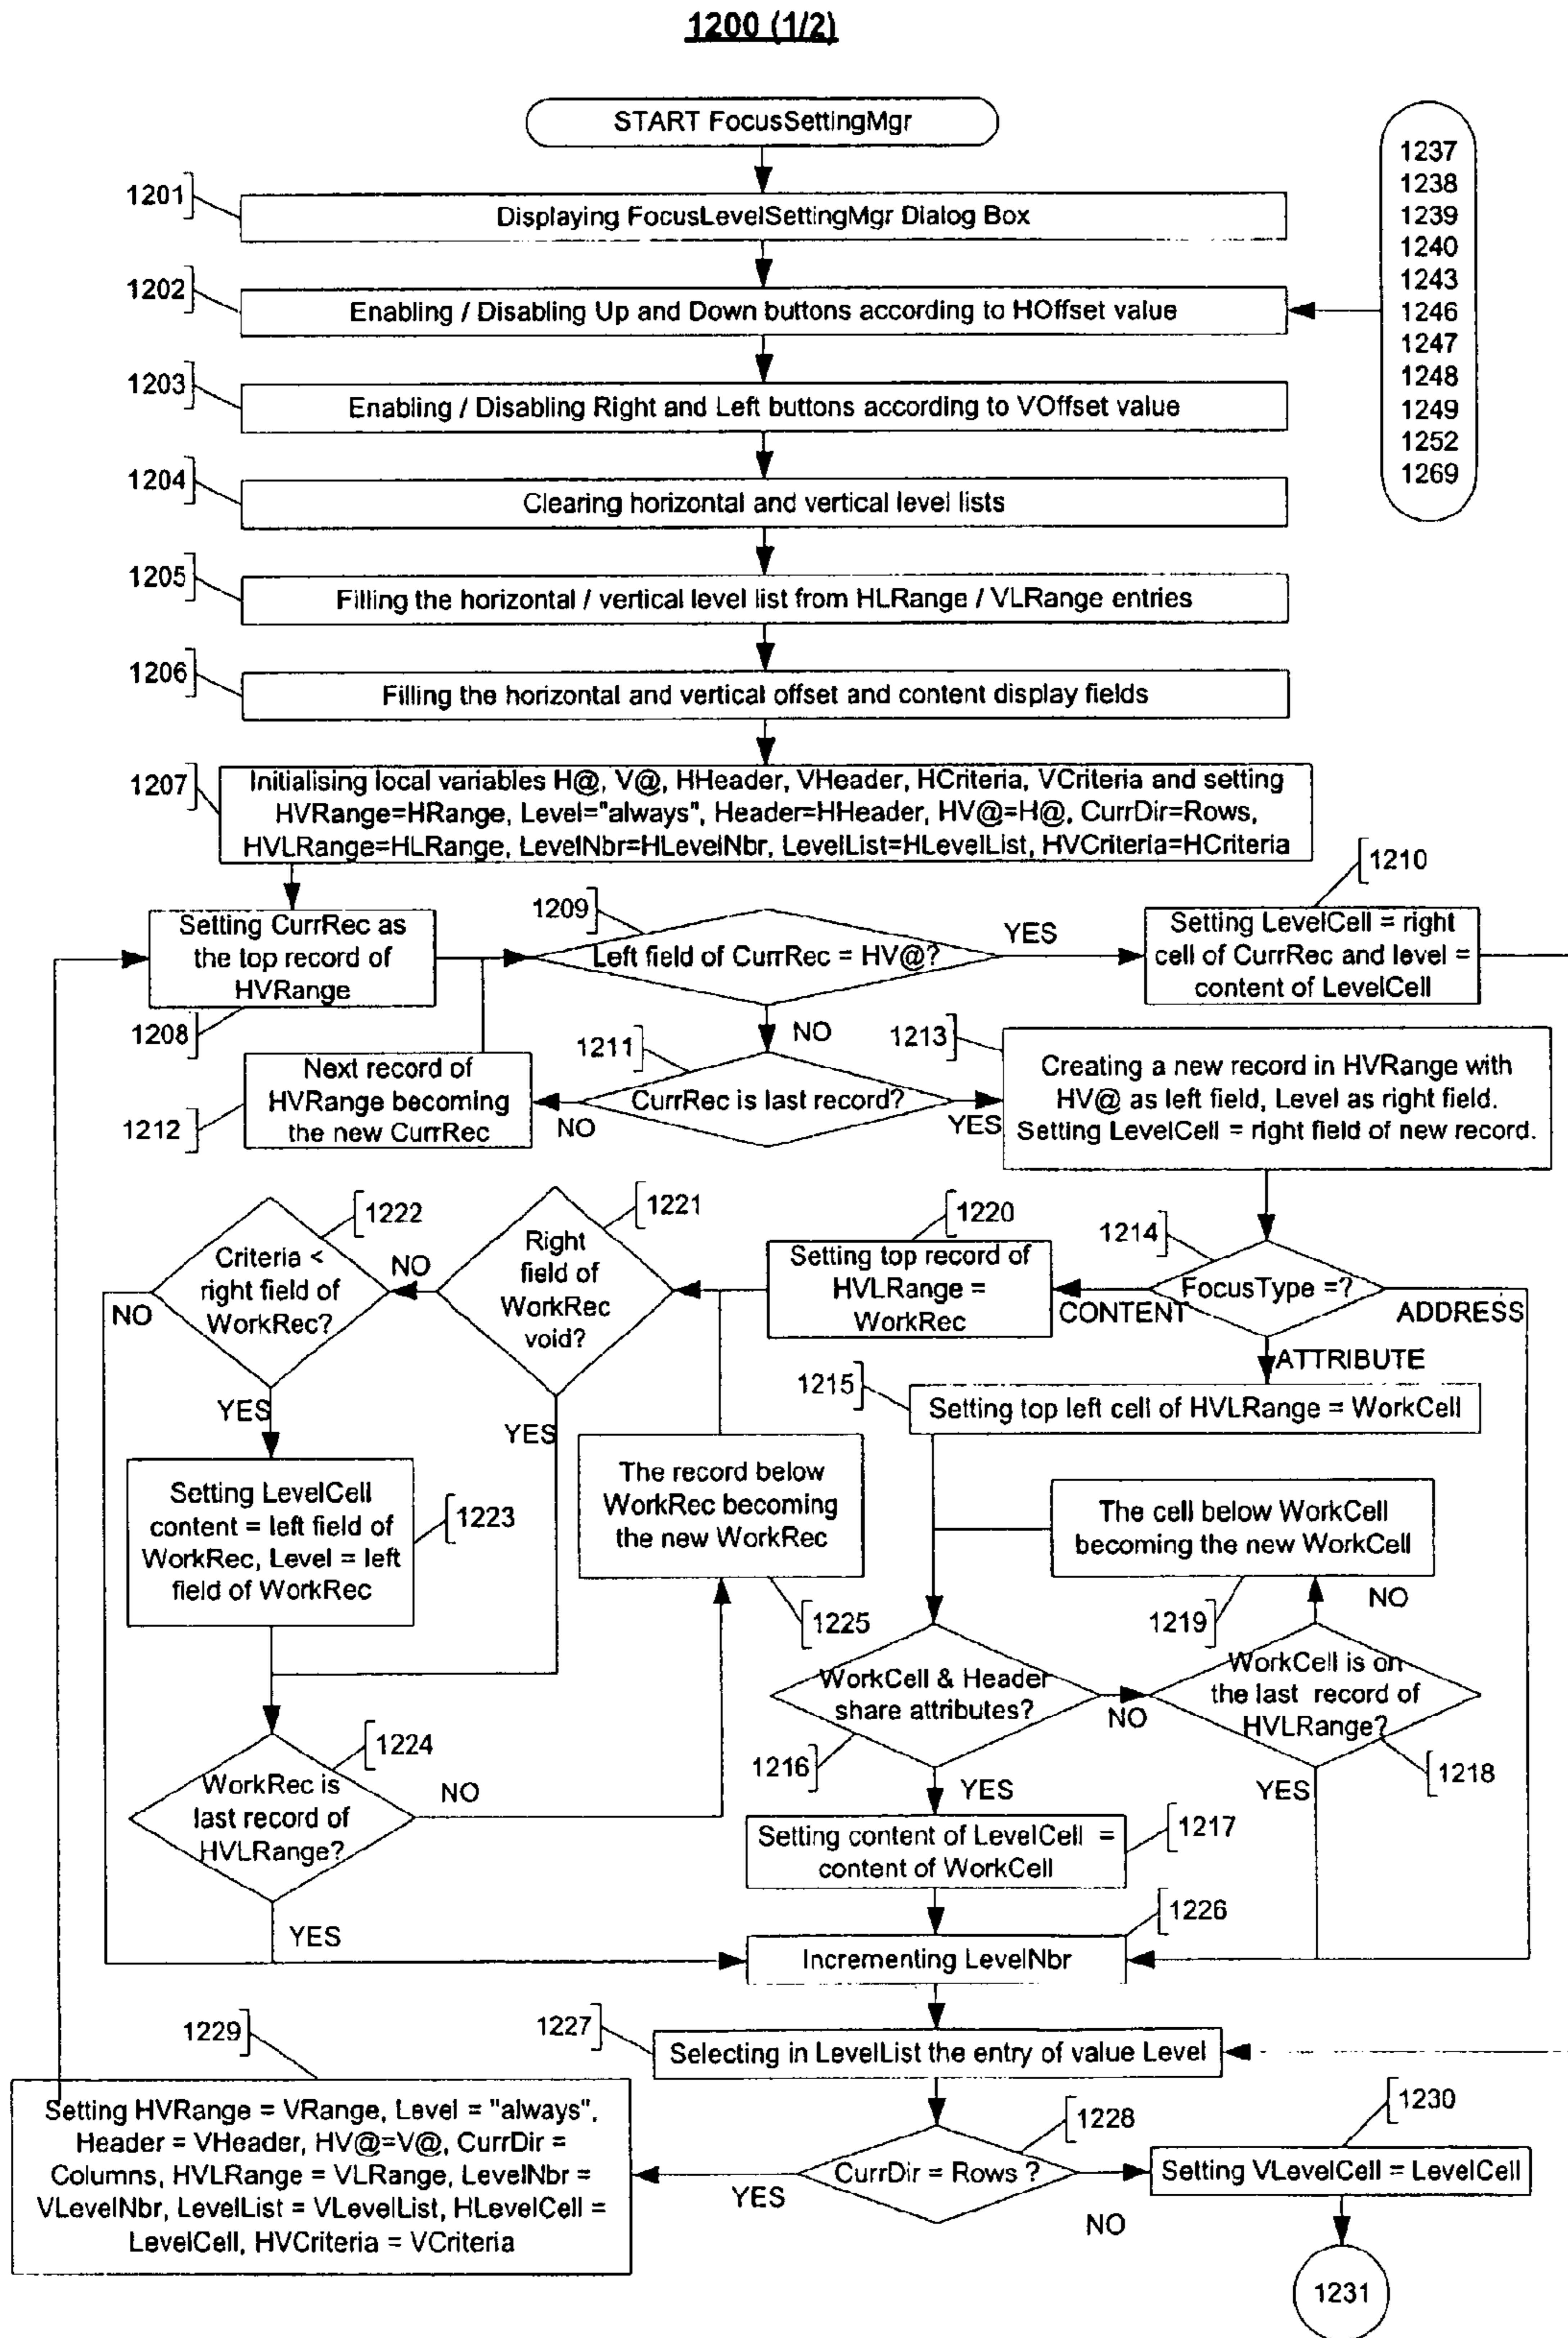 1200 (1/2)
START FocusSettingMgr
1237
1238
1239
1240
1243
1246
1247
1248
1249
1252
1269
1201
Displaying FocusLevelSettingMgr Dialog Box
1202
Enabling / Disabling Up and Down buttons according to HOffset value
1203
Enabling / Disabling Right and Left buttons according to VOffset value
1204
Clearing horizontal and vertical level lists
1205
Filling the horizontal / vertical level list from HLRange / VLRange entries
1206
Filling the horizontal and vertical offset and content display fields
1207
Initialising local variables H@, V@, HHeader, VHeader, HCriteria, VCriteria and setting
HVRange=HRange, Level="always", Header=HHeader, HV@=H@, CurrDir=Rows,
HVLRange=HLRange, LevelNbr=HLevelNbr, LevelList=HLevelList, HVCriteria=HCriteria
Setting CurrRec as
the top record of
HVRange
1208
1209
Left field of CurrRec = HV@?
YES
NO
1210
Setting LevelCell = right
cell of CurrRec and level =
content of LevelCell
1211
CurrRec is last record?
NO
YES
1212
Next record of
HVRange becoming
the new CurrRec
1213
Creating a new record in HVRange with
HV@ as left field, Level as right field.
Setting LevelCell = right field of new record.
1214
FocusType =?
CONTENT
ADDRESS
ATTRIBUTE
1220
Setting top record of
HVLRange =
WorkRec
1221
Right
field of
WorkRec
void?
NO
YES
1222
Criteria <
right field of
WorkRec?
NO
YES
1215
Setting top left cell of HVLRange = WorkCell
1223
Setting LevelCell
content = left field of
WorkRec, Level = left
field of WorkRec
The record below
WorkRec becoming
the new WorkRec
1225
The cell below WorkCell
becoming the new WorkCell
1219
NO
1216
WorkCell & Header
share attributes?
NO
YES
WorkCell is on
the last record of
HVLRange?
1218
YES
1224
WorkRec is
last record of
HVLRange?
NO
YES
1217
Setting content of LevelCell =
content of WorkCell
1226
Incrementing LevelNbr
1227
Selecting in LevelList the entry of value Level
1228
CurrDir = Rows ?
YES
NO
1229
Setting HVRange = VRange, Level = "always",
Header = VHeader, HV@=V@, CurrDir =
Columns, HVLRange = VLRange, LevelNbr =
VLevelNbr, LevelList = VLevelList, HLevelCell =
LevelCell, HVCriteria = VCriteria
1230
Setting VLevelCell = LevelCell
1231